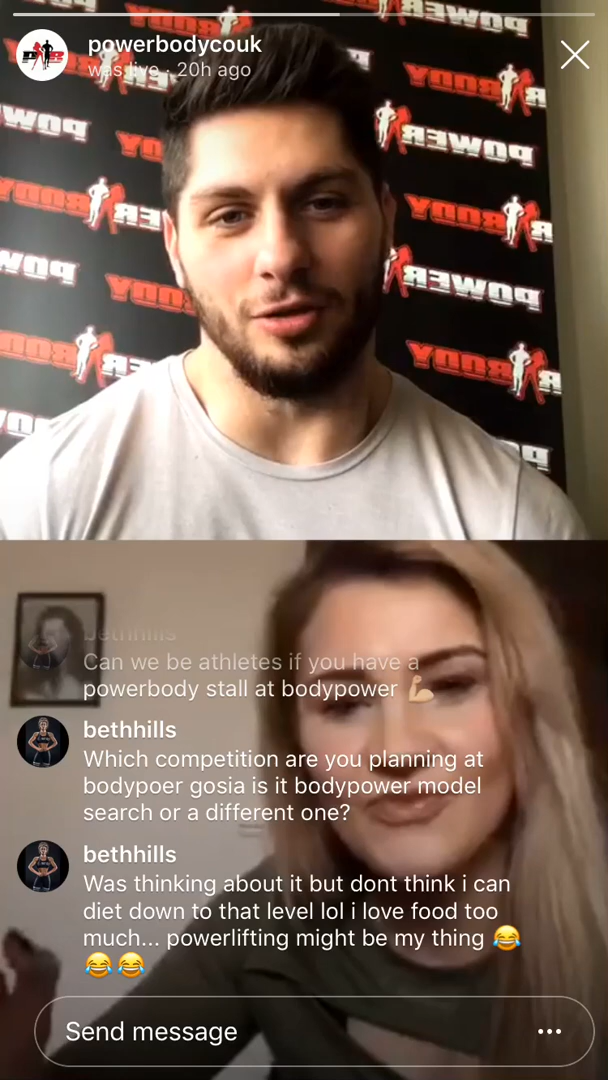 powerbodycouk
was live · 20h ago
bethhills
Can we be athletes if you have a
powerbody stall at bodypower 💪🏼
bethhills
Which competition are you planning at
bodypoer gosia is it bodypower model
search or a different one?
bethhills
Was thinking about it but dont think i can
diet down to that level lol i love food too
much... powerlifting might be my thing 😂
😂 😂
Send message
POWER
BODY